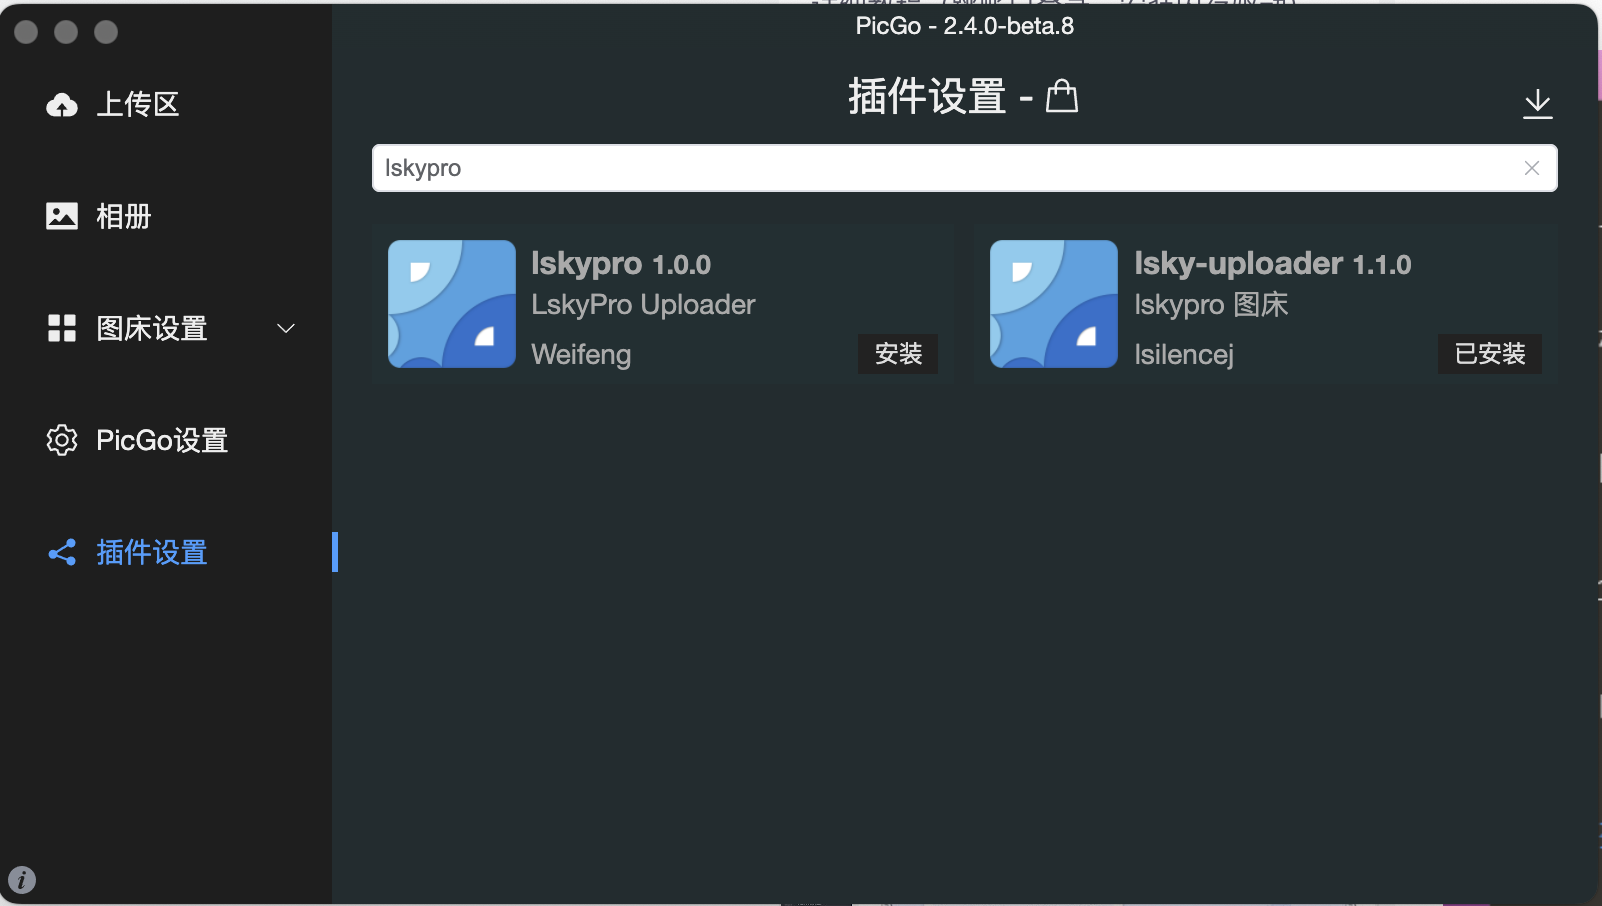 PicGo - 2.4.0-beta.8
上传区
相册
图床设置
PicGo设置
插件设置
插件设置 -
lskypro
lskypro 1.0.0
LskyPro Uploader
Weifeng
安装
lsky-uploader 1.1.0
lskypro 图床
lsilencej
已安装